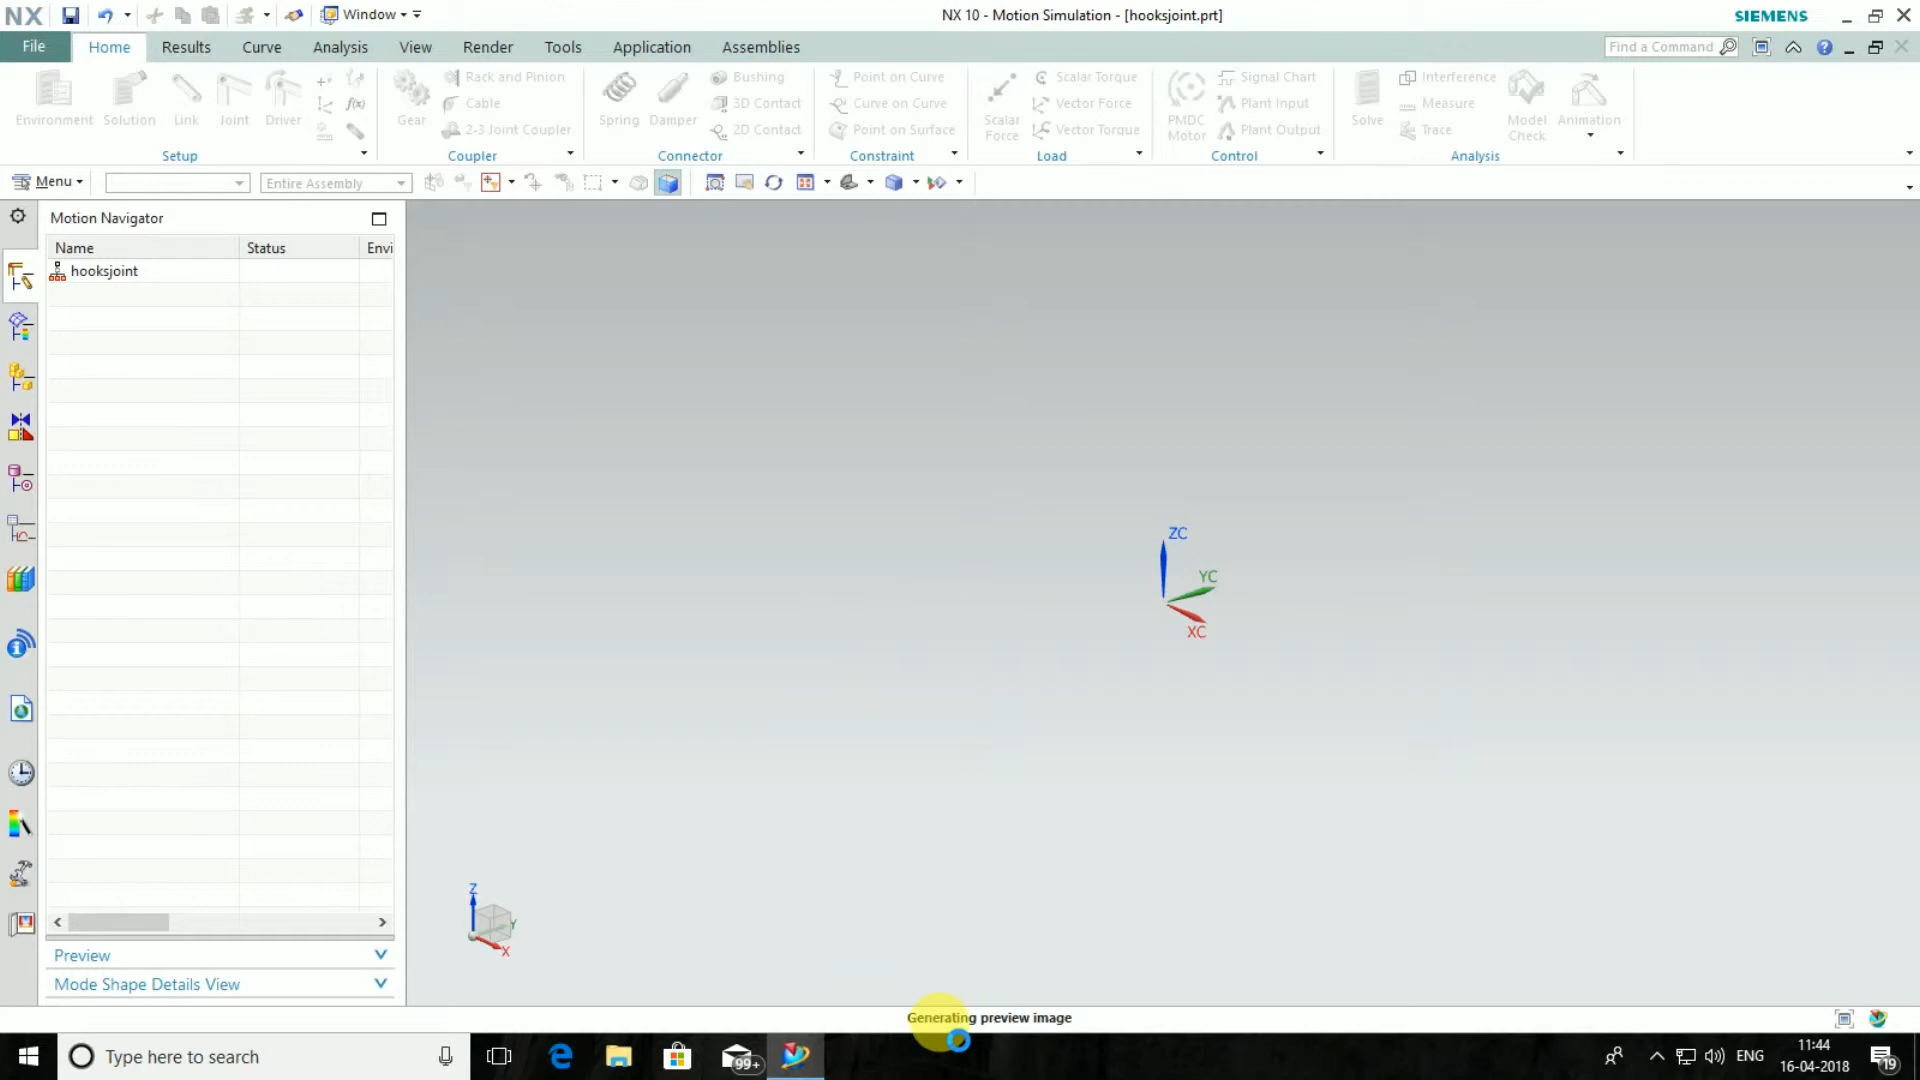 NX
Window
NX 10 - Motion Simulation - [hooksjoint.prt]
SIEMENS
File
Home
Results
Curve
Analysis
View
Render
Tools
Application
Assemblies
Find a Command
Environment
Solution
Link
Joint
Driver
f(x)
Setup
Gear
Rack and Pinion
Cable
2-3 Joint Coupler
Coupler
Spring
Damper
Bushing
3D Contact
2D Contact
Connector
Point on Curve
Curve on Curve
Point on Surface
Constraint
Scalar
Force
Scalar Torque
Vector Force
Vector Torque
Load
PMDC
Motor
Signal Chart
Plant Input
Plant Output
Control
Solve
Interference
Measure
Trace
Model
Check
Animation
Analysis
Menu
Entire Assembly
Motion Navigator
Name
Status
Envi
hooksjoint
ZC
YC
XC
Z
Y
X
Preview
Mode Shape Details View
Generating preview image
Type here to search
99+
ENG
11:44
16-04-2018
19